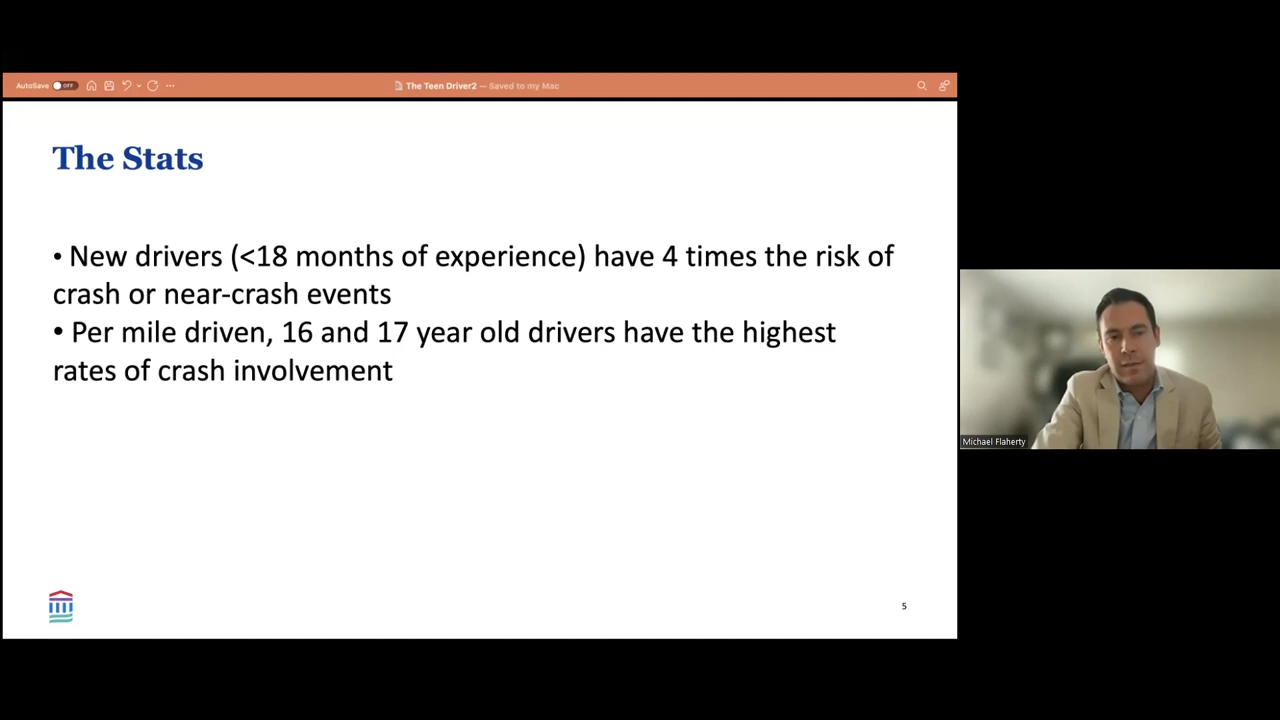 AutoSave OFF
The Teen Driver2 — Saved to my Mac
The Stats
• New drivers (<18 months of experience) have 4 times the risk of
crash or near-crash events
• Per mile driven, 16 and 17 year old drivers have the highest
rates of crash involvement
5
Michael Flaherty